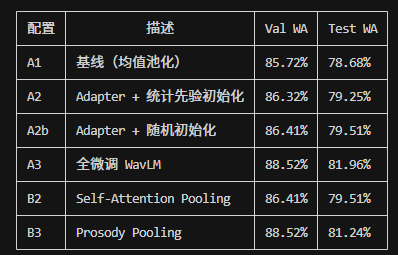 配置 描述 Val WA Test WA
A1 基线（均值池化） 85.72% 78.68%
A2 Adapter + 统计先验初始化 86.32% 79.25%
A2b Adapter + 随机初始化 86.41% 79.51%
A3 全微调 WavLM 88.52% 81.96%
B2 Self-Attention Pooling 86.41% 79.51%
B3 Prosody Pooling 88.52% 81.24%